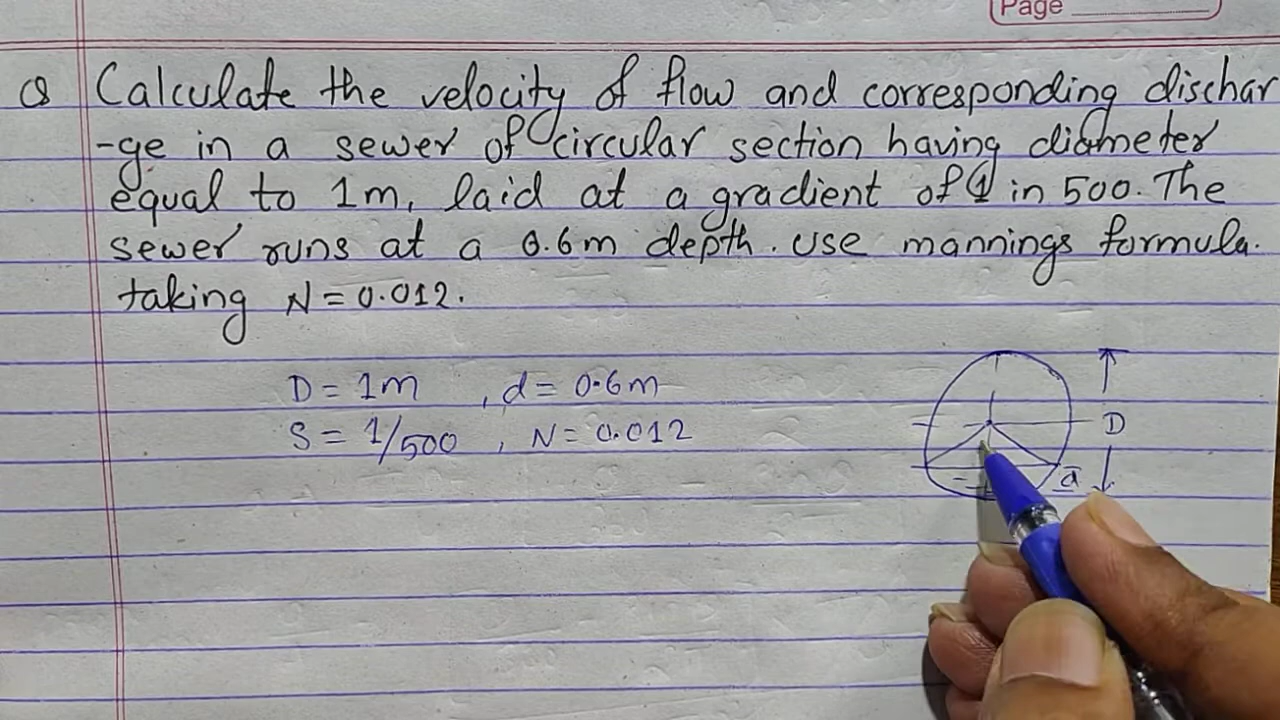 Page
Q Calculate the velocity of flow and corresponding dischar
-ge in a sewer of circular section having diameter
equal to 1m, laid at a gradient of 1 in 500. The
sewer runs at a 0.6m depth. Use mannings formula.
taking N = 0.012.
D = 1m , d = 0.6m
S = 1/500 , N = 0.012
D
d